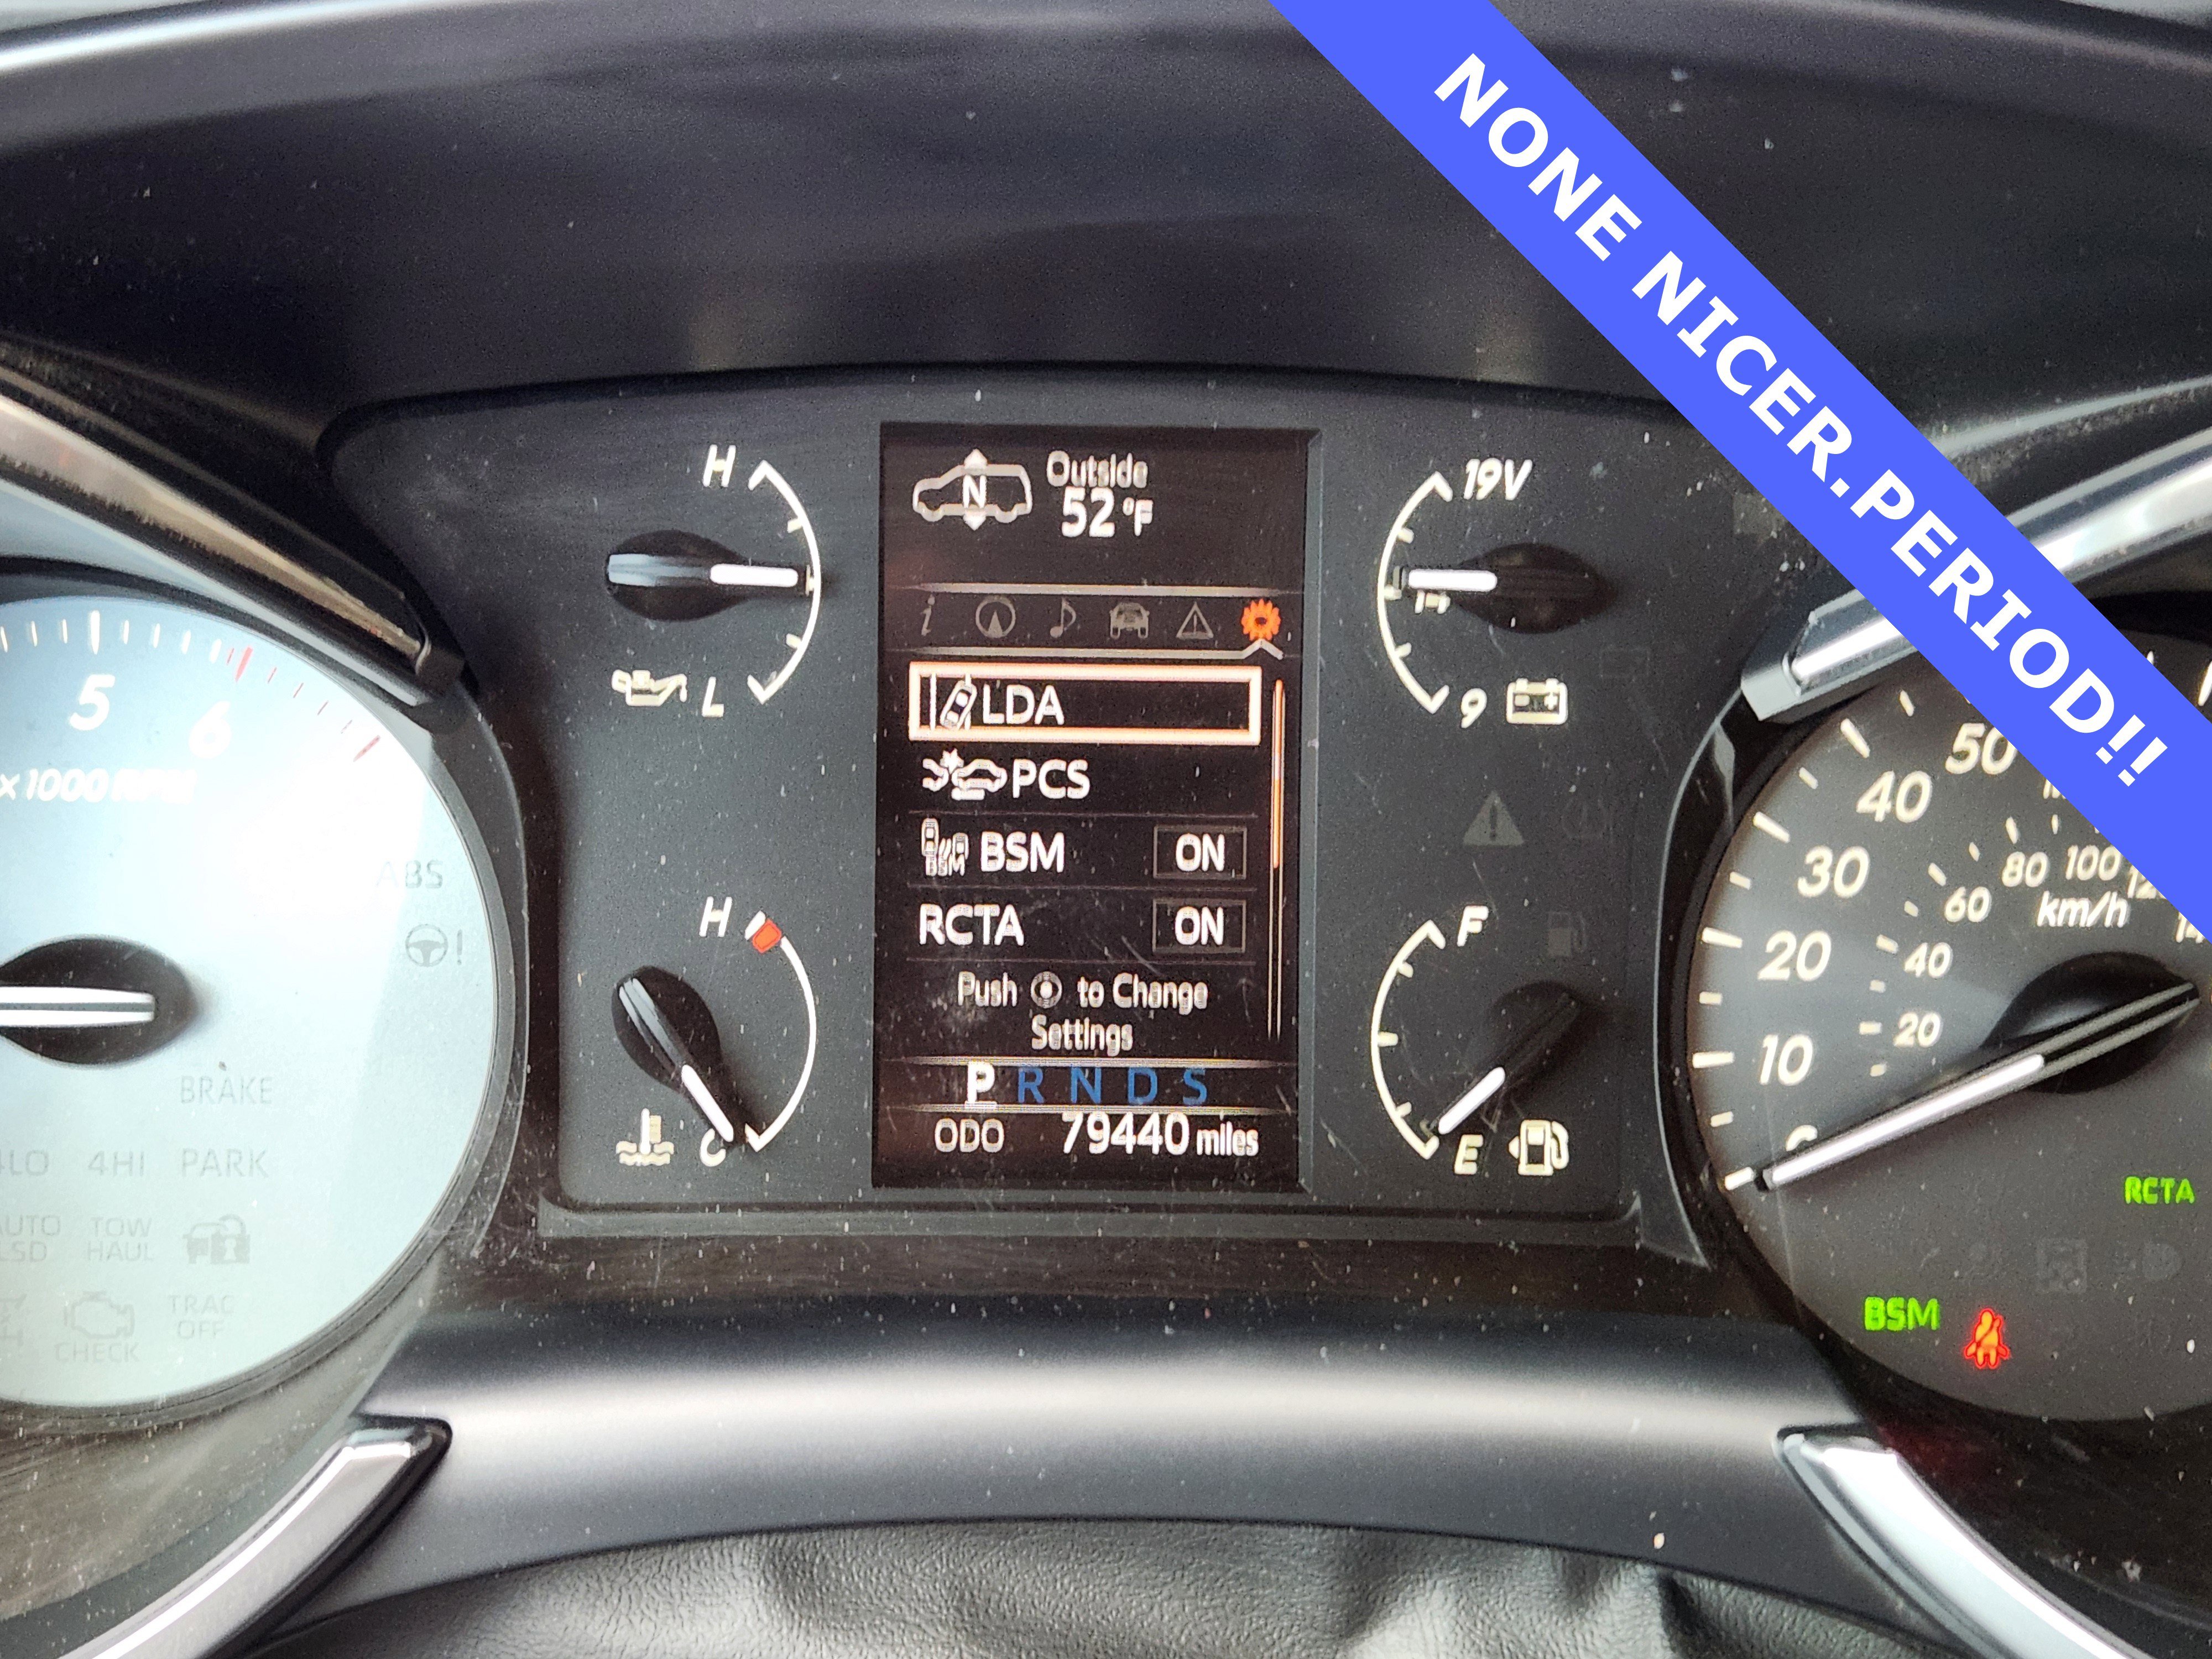 NONE NICER.PERIOD!!
H
L
H
C
N
Outside
52 °F
i
LDA
PCS
BSM
BSM ON
RCTA ON
Push to Change
Settings
P R N D S
ODO 79440 miles
19V
14
9
F
E
5
6
x1000
ABS
!
BRAKE
4HI PARK
TOW
HAUL
LSD
TRAC
OFF
CHECK
50
40
30
20
10
100
80
60
40
20
km/h
RCTA
BSM